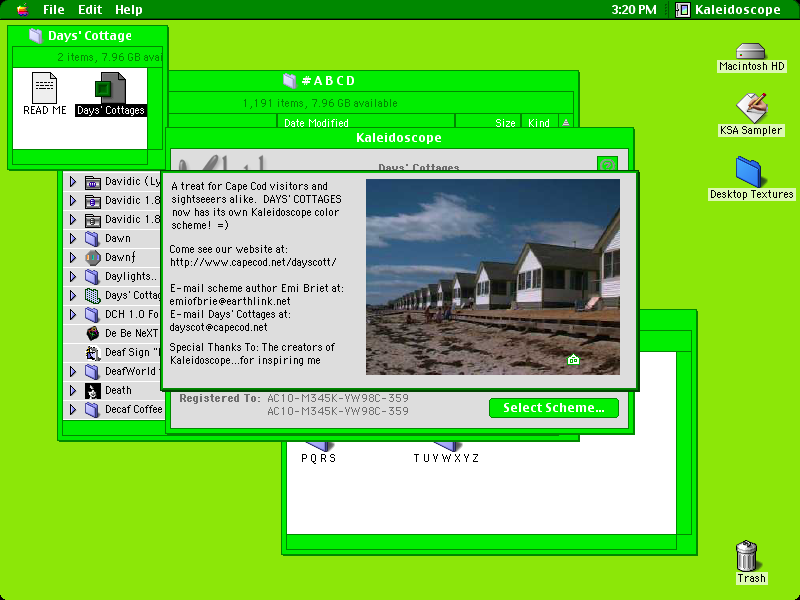 File Edit Help
3:20 PM
Kaleidoscope
Days' Cottage
2 items, 7.96 GB avai
READ ME
Days' Cottages
# A B C D
1,191 items, 7.96 GB available
Date Modified
Size
Kind
Kaleidoscope
Days' Cottages
Davidic (Ly
Davidic 1.8
Davidic 1.8
Dawn
Dawnƒ
Daylights..
Days' Cottag
DCH 1.0 Fo
De Be NeXT
Deaf Sign "I
DeafWorld
Death
Decaf Coffee
A treat for Cape Cod visitors and
sightseeers alike. DAYS' COTTAGES
now has its own Kaleidoscope color
scheme! =)
Come see our website at:
http://www.capecod.net/dayscott/
E-mail scheme author Emi Briet at:
emiofbrie@earthlink.net
E-mail Days' Cottages at:
dayscot@capecod.net
Special Thanks To: The creators of
Kaleidoscope...for inspiring me
Registered To: AC10-M345K-YW98C-359
AC10-M345K-YW98C-359
Select Scheme...
P Q R S
T U V W X Y Z
Macintosh HD
KSA Sampler
Desktop Textures
Trash